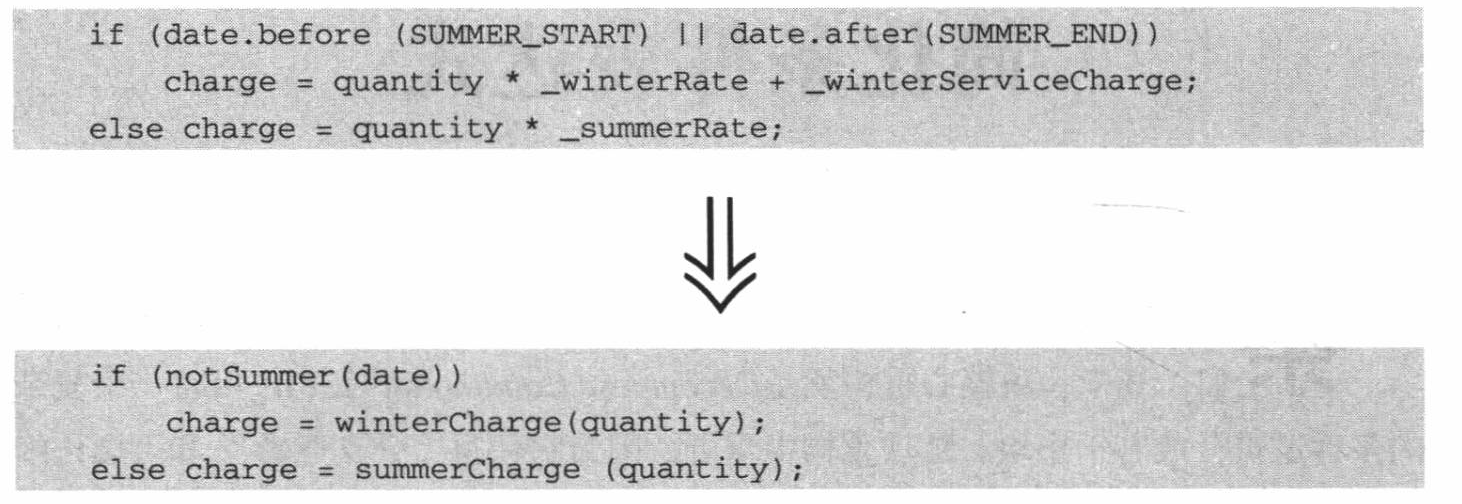 if (date.before (SUMMER_START) || date.after(SUMMER_END))
charge = quantity * _winterRate + _winterServiceCharge;
else charge = quantity * _summerRate;
if (notSummer(date))
charge = winterCharge(quantity);
else charge = summerCharge (quantity);